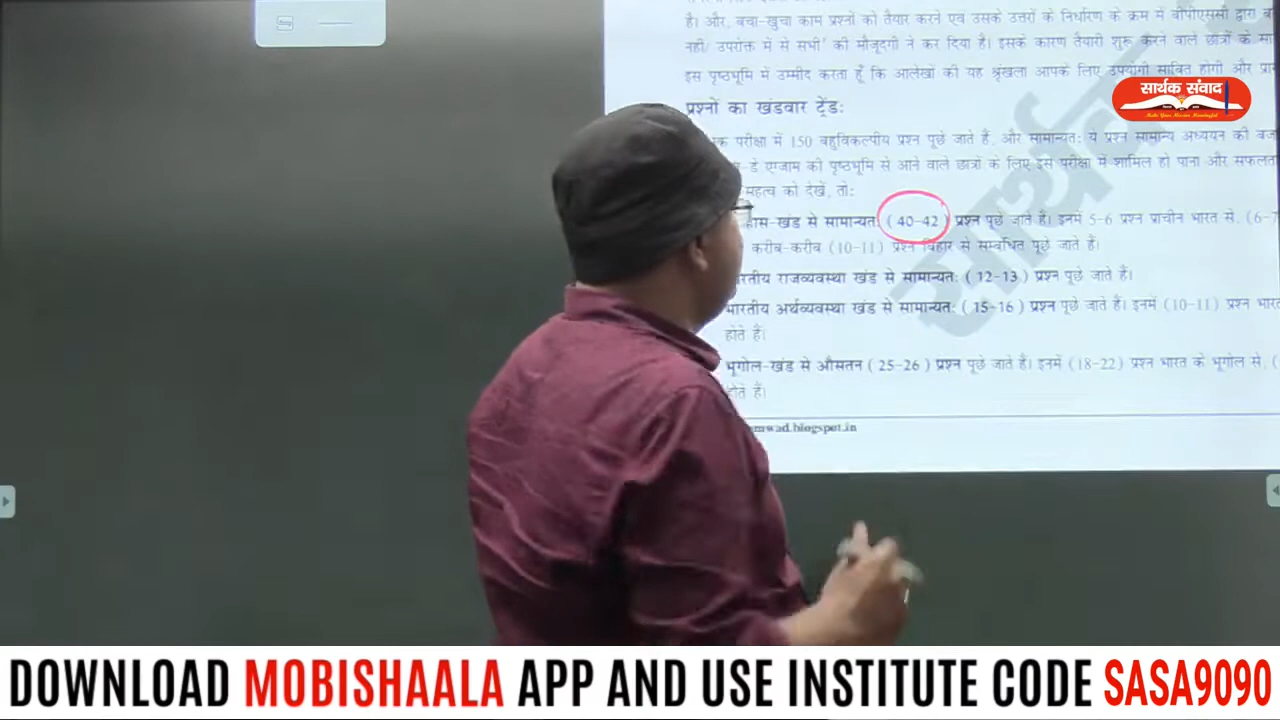 है। और, बचा-खुचा काम प्रश्नों को तैयार करने एवं उसके उत्तरों के निर्धारण के क्रम में बीपीएससी द्वारा
नहीं/ उपरोक्त में से सभी' की मौजूदगी ने कर दिया है। इसके कारण तैयारी शुरू करने वाले छात्रों के
इस पृष्ठभूमि में उम्मीद करता हूँ कि आलेखों की यह श्रृंखला आपके लिए उपयोगी साबित होगी और
सार्थक संवाद
प्रश्नों का खंडवार ट्रेंड:
परीक्षा में 150 बहुविकल्पीय प्रश्न पूछे जाते हैं, और सामान्यतः ये प्रश्न सामान्य अध्ययन की
डे एग्जाम की पृष्ठभूमि से आने वाले छात्रों के लिए इस परीक्षा में शामिल हो पाना और
महत्व को देखें, तो:
खंड से सामान्यतः (40-42) प्रश्न पूछे जाते हैं। इनमें 5-6 प्रश्न प्राचीन भारत से, (6-7
करीब-करीब (10-11) प्रश्न बिहार से सम्बंधित पूछे जाते हैं।
राजव्यवस्था खंड से सामान्यतः (12-13) प्रश्न पूछे जाते हैं।
भारतीय अर्थव्यवस्था खंड से सामान्यतः (15-16) प्रश्न पूछे जाते हैं। इनमें (10-11) प्रश्न
होते हैं।
भूगोल-खंड से औसतन (25-26) प्रश्न पूछे जाते हैं। इनमें (18-22) प्रश्न भारत के भूगोल से, (
होते हैं।
mwad.blogspot.in
DOWNLOAD MOBISHAALA APP AND USE INSTITUTE CODE SASA9090